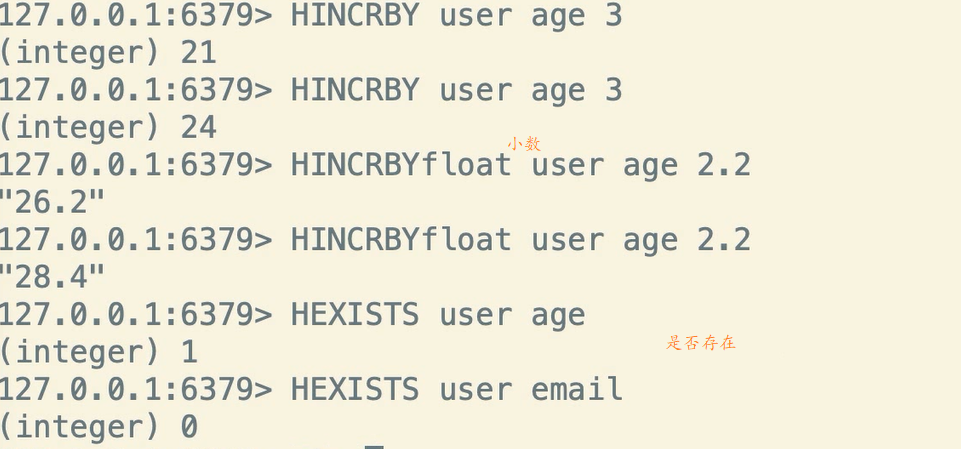 127.0.0.1:6379> HINCRBY user age 3
(integer) 21
127.0.0.1:6379> HINCRBY user age 3
(integer) 24
小数
127.0.0.1:6379> HINCRBYfloat user age 2.2
"26.2"
127.0.0.1:6379> HINCRBYfloat user age 2.2
"28.4"
127.0.0.1:6379> HEXISTS user age
是否存在
(integer) 1
127.0.0.1:6379> HEXISTS user email
(integer) 0